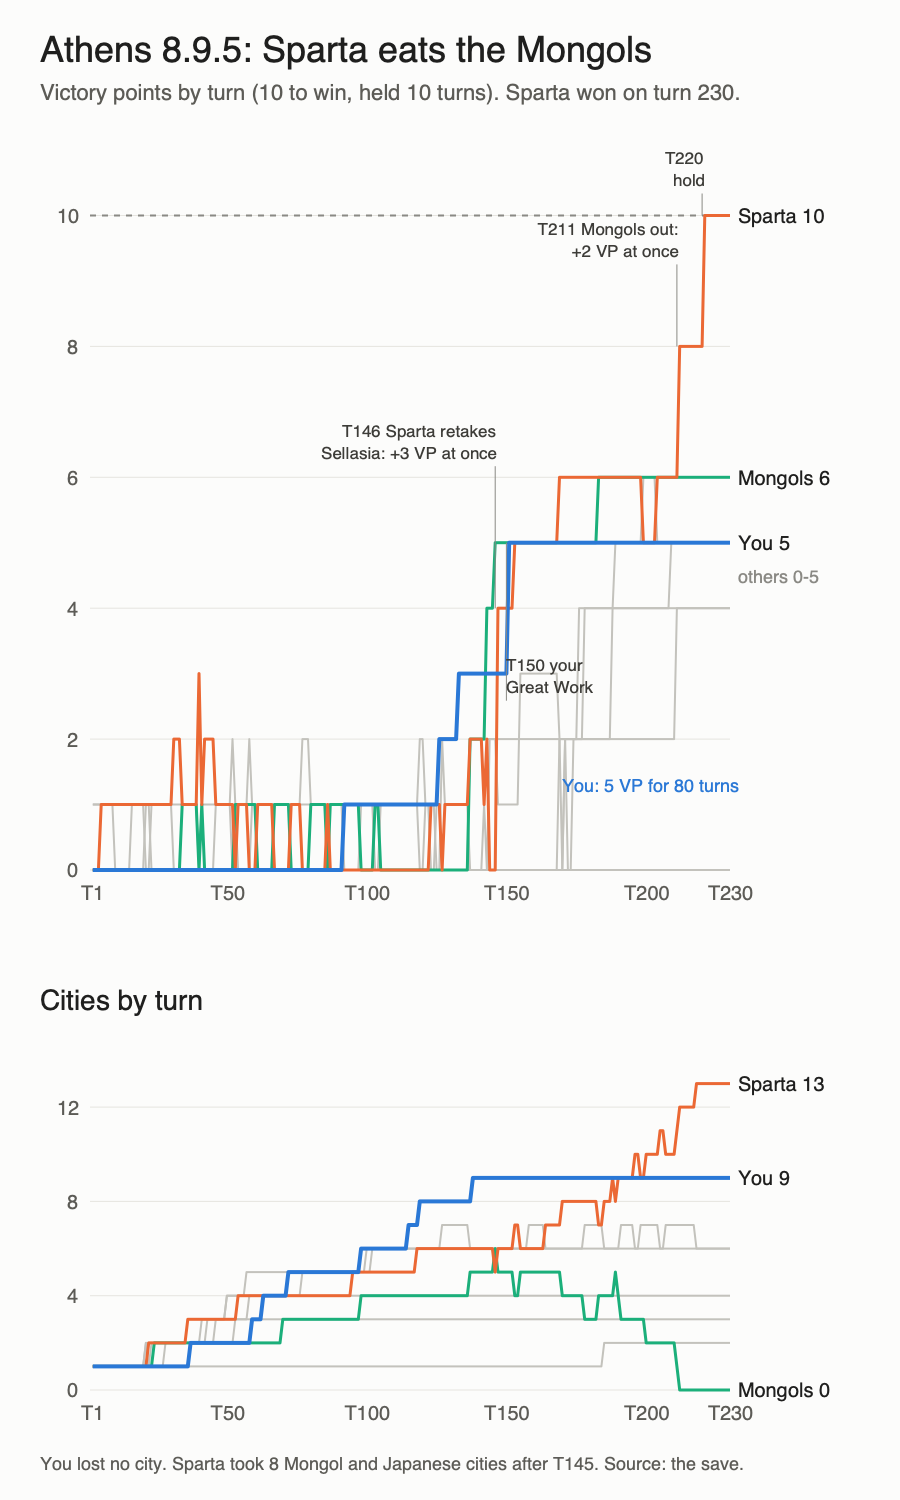 Athens 8.9.5: Sparta eats the Mongols
Victory points by turn (10 to win, held 10 turns). Sparta won on turn 230.
T220
hold
10
Sparta 10
T211 Mongols out:
+2 VP at once
8
T146 Sparta retakes
Sellasia: +3 VP at once
6
Mongols 6
You 5
others 0-5
4
T150 your
Great Work
2
You: 5 VP for 80 turns
0
T1
T50
T100
T150
T200
T230
Cities by turn
Sparta 13
12
You 9
8
4
0
Mongols 0
T1
T50
T100
T150
T200
T230
You lost no city. Sparta took 8 Mongol and Japanese cities after T145. Source: the save.